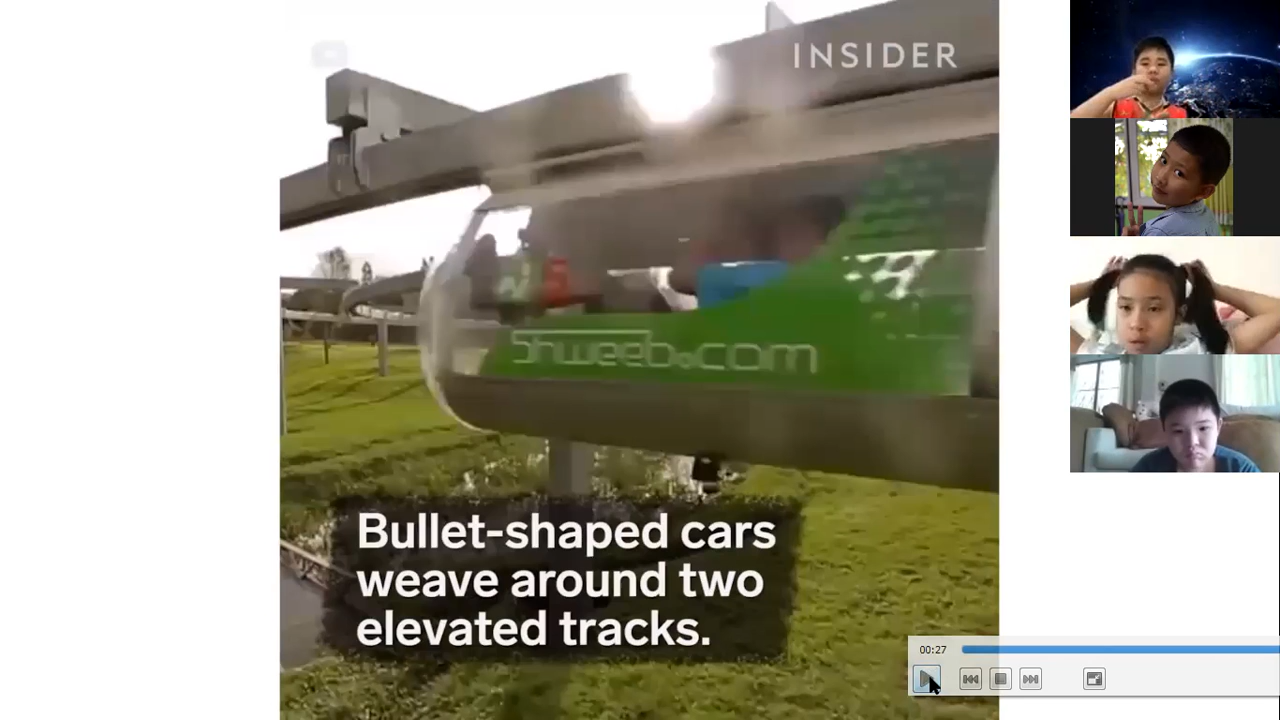 INSIDER
Shweeb.com
Bullet-shaped cars
weave around two
elevated tracks.
00:27